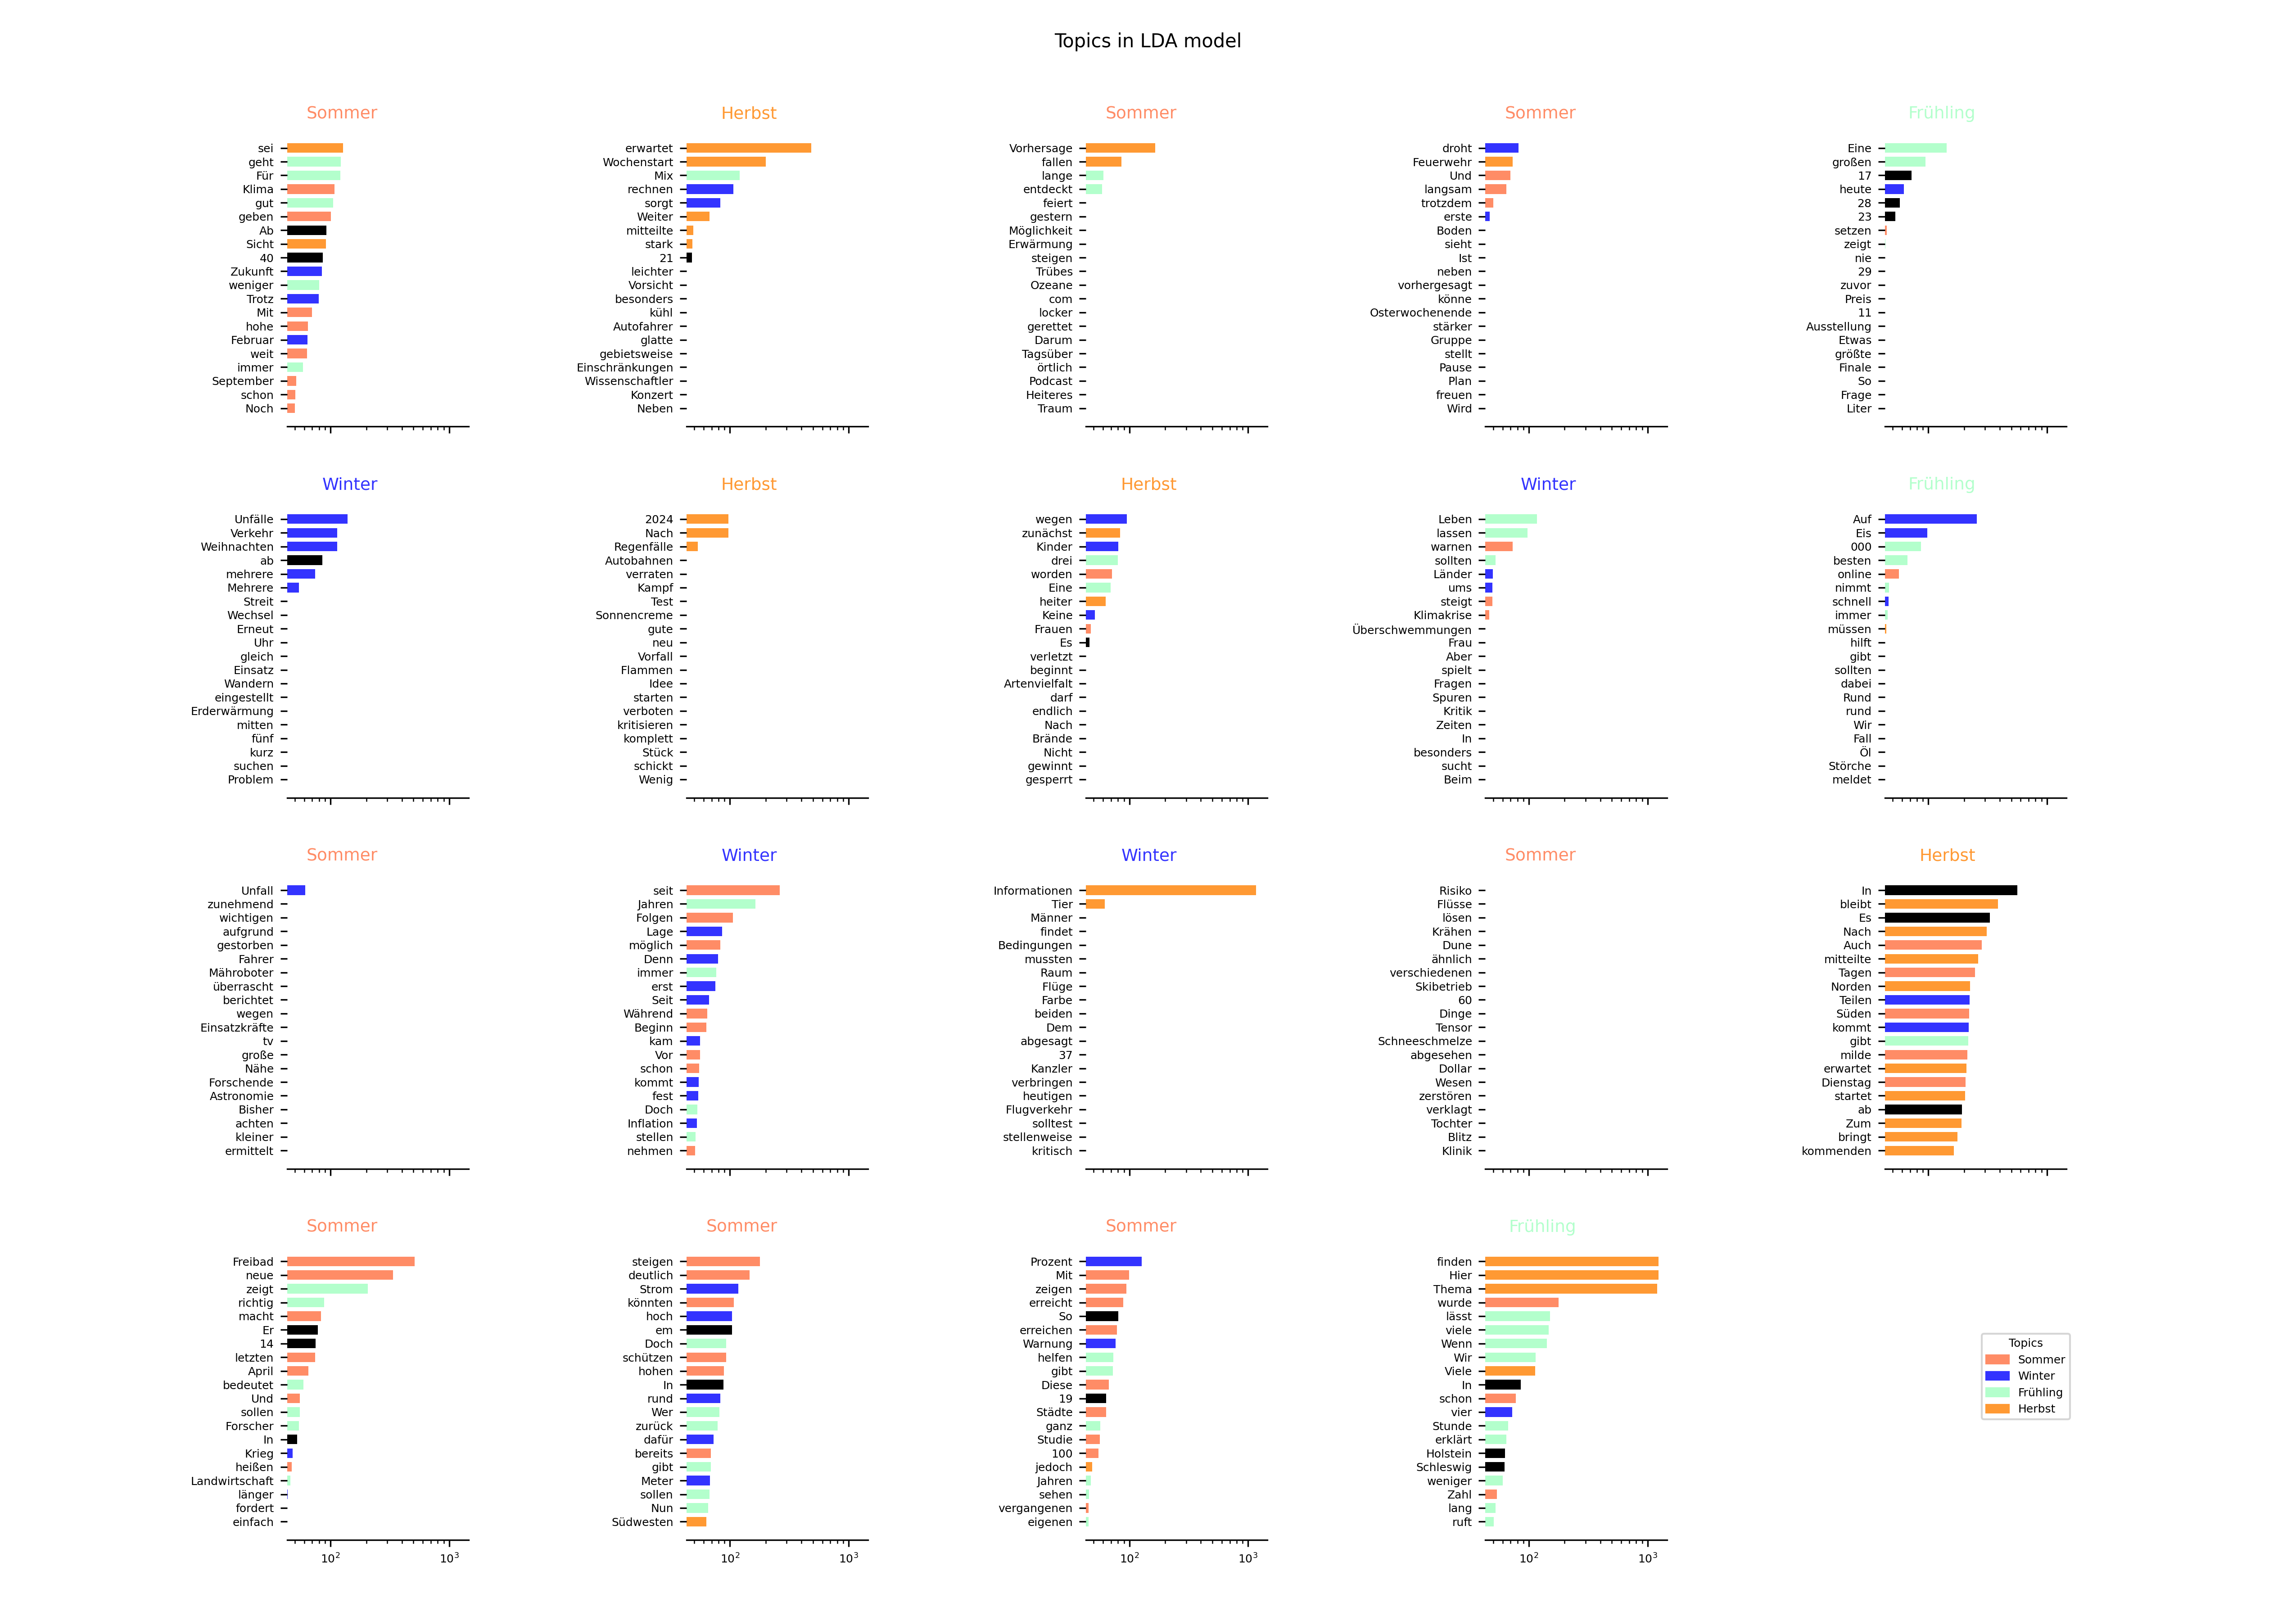 Topics in LDA model
Sommer
sei
geht
Für
Klima
gut
geben
Ab
Sicht
40
Zukunft
weniger
Trotz
Mit
hohe
Februar
weit
immer
September
schon
Noch
Herbst
erwartet
Wochenstart
Mix
rechnen
sorgt
Weiter
mitteilte
stark
21
leichter
Vorsicht
besonders
kühl
Autofahrer
glatte
gebietsweise
Einschränkungen
Wissenschaftler
Konzert
Neben
Sommer
Vorhersage
fallen
lange
entdeckt
feiert
gestern
Möglichkeit
Erwärmung
steigen
Trübes
Ozeane
com
locker
gerettet
Darum
Tagsüber
örtlich
Podcast
Heiteres
Traum
Sommer
droht
Feuerwehr
Und
langsam
trotzdem
erste
Boden
sieht
Ist
neben
vorhergesagt
könne
Osterwochenende
stärker
Gruppe
stellt
Pause
Plan
freuen
Wird
Frühling
Eine
großen
17
heute
28
23
setzen
zeigt
nie
29
zuvor
Preis
11
Ausstellung
Etwas
größte
Finale
So
Frage
Liter
Winter
Unfälle
Verkehr
Weihnachten
ab
mehrere
Mehrere
Streit
Wechsel
Erneut
Uhr
gleich
Einsatz
Wandern
eingestellt
Erderwärmung
mitten
fünf
kurz
suchen
Problem
Herbst
2024
Nach
Regenfälle
Autobahnen
verraten
Kampf
Test
Sonnencreme
gute
neu
Vorfall
Flammen
Idee
starten
verboten
kritisieren
komplett
Stück
schickt
Wenig
Herbst
wegen
zunächst
Kinder
drei
worden
Eine
heiter
Keine
Frauen
Es
verletzt
beginnt
Artenvielfalt
darf
endlich
Nach
Brände
Nicht
gewinnt
gesperrt
Winter
Leben
lassen
warnen
sollten
Länder
ums
steigt
Klimakrise
Überschwemmungen
Frau
Aber
spielt
Fragen
Spuren
Kritik
Zeiten
In
besonders
sucht
Beim
Frühling
Auf
Eis
000
besten
online
nimmt
schnell
immer
müssen
hilft
gibt
sollten
dabei
Rund
rund
Wir
Fall
Öl
Störche
meldet
Sommer
Unfall
zunehmend
wichtigen
aufgrund
gestorben
Fahrer
Mähroboter
überrascht
berichtet
wegen
Einsatzkräfte
tv
große
Nähe
Forschende
Astronomie
Bisher
achten
kleiner
ermittelt
Winter
seit
Jahren
Folgen
Lage
möglich
Denn
immer
erst
Seit
Während
Beginn
kam
Vor
schon
kommt
fest
Doch
Inflation
stellen
nehmen
Winter
Informationen
Tier
Männer
findet
Bedingungen
mussten
Raum
Flüge
Farbe
beiden
Dem
abgesagt
37
Kanzler
verbringen
heutigen
Flugverkehr
solltest
stellenweise
kritisch
Sommer
Risiko
Flüsse
lösen
Krähen
Dune
ähnlich
verschiedenen
Skibetrieb
60
Dinge
Tensor
Schneeschmelze
abgesehen
Dollar
Wesen
zerstören
verklagt
Tochter
Blitz
Klinik
Herbst
In
bleibt
Es
Nach
Auch
mitteilte
Tagen
Norden
Teilen
Süden
kommt
gibt
milde
erwartet
Dienstag
startet
ab
Zum
bringt
kommenden
Sommer
Freibad
neue
zeigt
richtig
macht
Er
14
letzten
April
bedeutet
Und
sollen
Forscher
In
Krieg
heißen
Landwirtschaft
länger
fordert
einfach
10²
10³
Sommer
steigen
deutlich
Strom
könnten
hoch
em
Doch
schützen
hohen
In
rund
Wer
zurück
dafür
bereits
gibt
Meter
sollen
Nun
Südwesten
10²
10³
Sommer
Prozent
Mit
zeigen
erreicht
So
erreichen
Warnung
helfen
gibt
Diese
19
Städte
ganz
Studie
100
jedoch
Jahren
sehen
vergangenen
eigenen
10²
10³
Frühling
finden
Hier
Thema
wurde
lässt
viele
Wenn
Wir
Viele
In
schon
vier
Stunde
erklärt
Holstein
Schleswig
weniger
Zahl
lang
ruft
10²
10³
Topics
Sommer
Winter
Frühling
Herbst